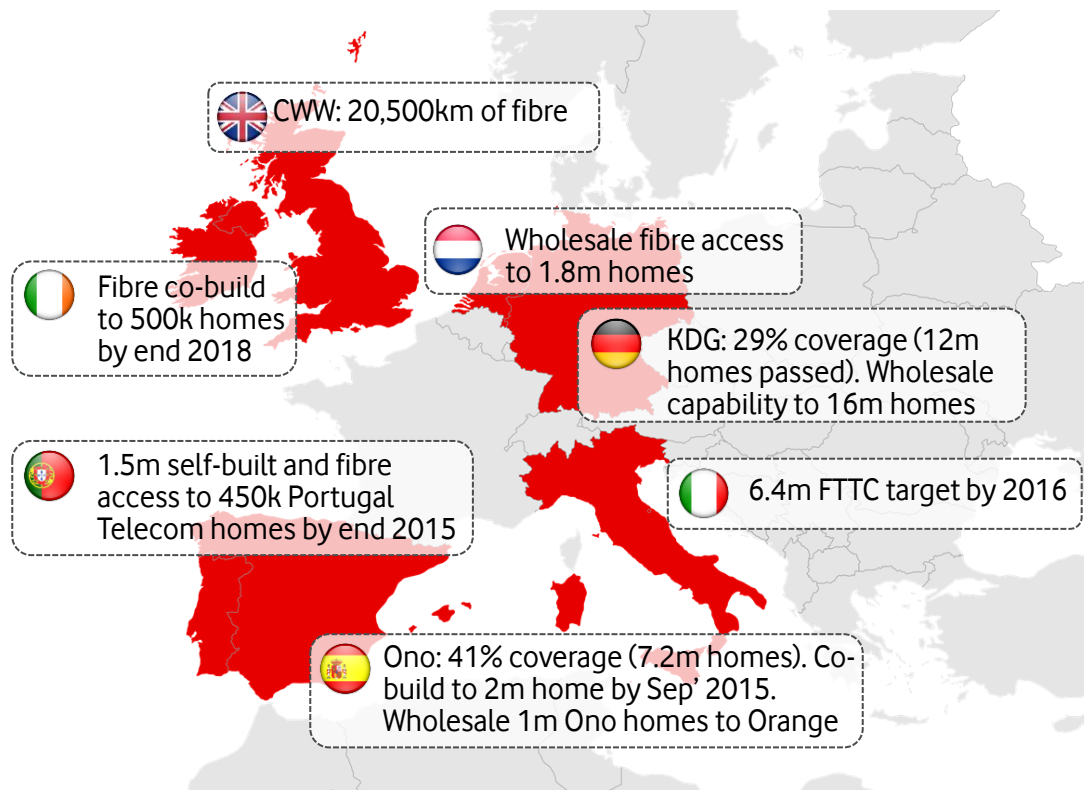 CWW: 20,500km of fibre
Wholesale fibre access
to 1.8m homes
Fibre co-build
to 500k homes
by end 2018
KDG: 29% coverage (12m
homes passed). Wholesale
capability to 16m homes
1.5m self-built and fibre
access to 450k Portugal
Telecom homes by end 2015
6.4m FTTC target by 2016
Ono: 41% coverage (7.2m homes). Co-
build to 2m home by Sep’ 2015.
Wholesale 1m Ono homes to Orange